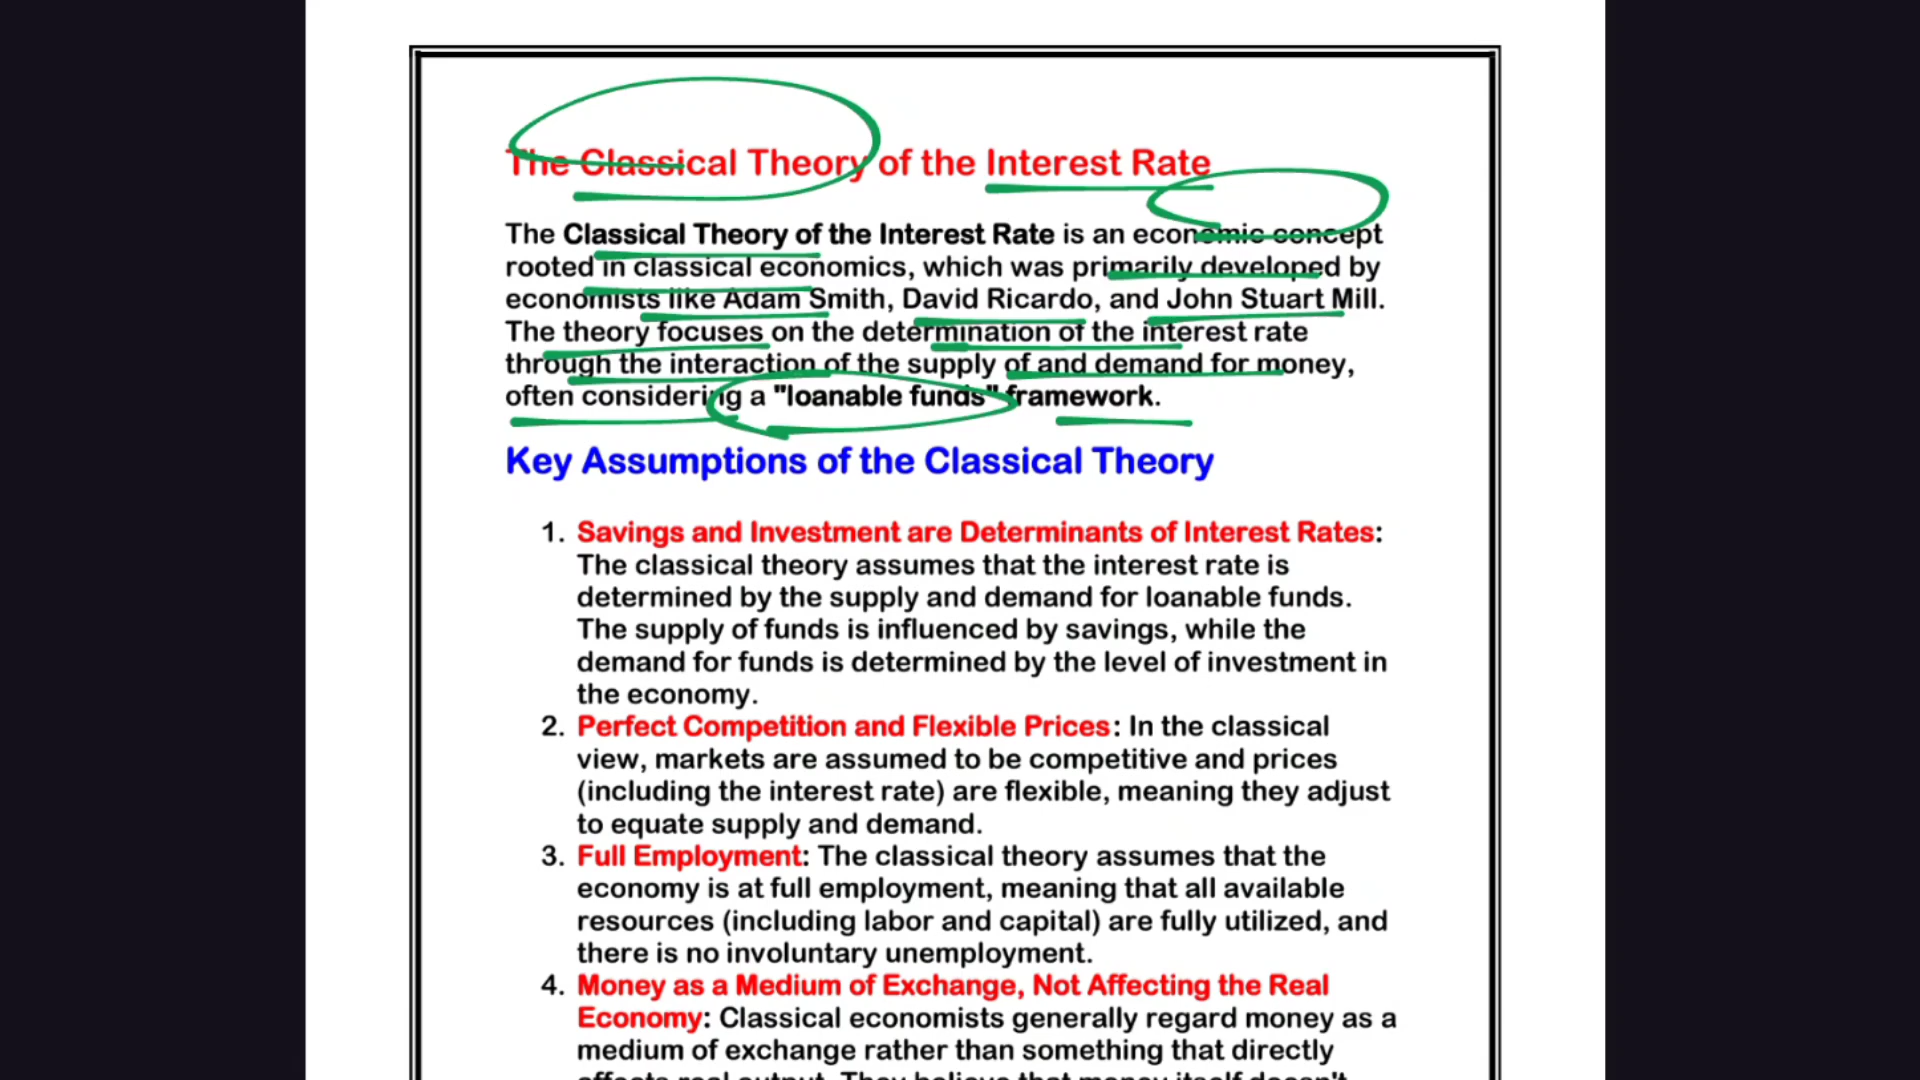 The Classical Theory of the Interest Rate
The Classical Theory of the Interest Rate is an economic concept
rooted in classical economics, which was primarily developed by
economists like Adam Smith, David Ricardo, and John Stuart Mill.
The theory focuses on the determination of the interest rate
through the interaction of the supply of and demand for money,
often considering a "loanable funds" framework.
Key Assumptions of the Classical Theory
1. Savings and Investment are Determinants of Interest Rates:
The classical theory assumes that the interest rate is
determined by the supply and demand for loanable funds.
The supply of funds is influenced by savings, while the
demand for funds is determined by the level of investment in
the economy.
2. Perfect Competition and Flexible Prices: In the classical
view, markets are assumed to be competitive and prices
(including the interest rate) are flexible, meaning they adjust
to equate supply and demand.
3. Full Employment: The classical theory assumes that the
economy is at full employment, meaning that all available
resources (including labor and capital) are fully utilized, and
there is no involuntary unemployment.
4. Money as a Medium of Exchange, Not Affecting the Real
Economy: Classical economists generally regard money as a
medium of exchange rather than something that directly
affects real output. They believe that money itself doesn't